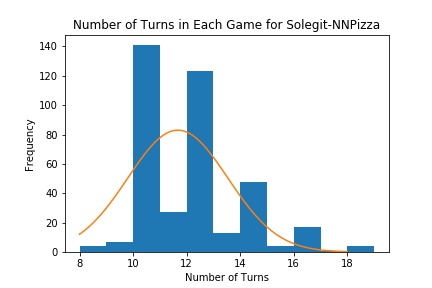 Number of Turns in Each Game for Solegit-NNPizza
140
120
100
80
60
40
20
0
Frequency
8 10 12 14 16 18
Number of Turns